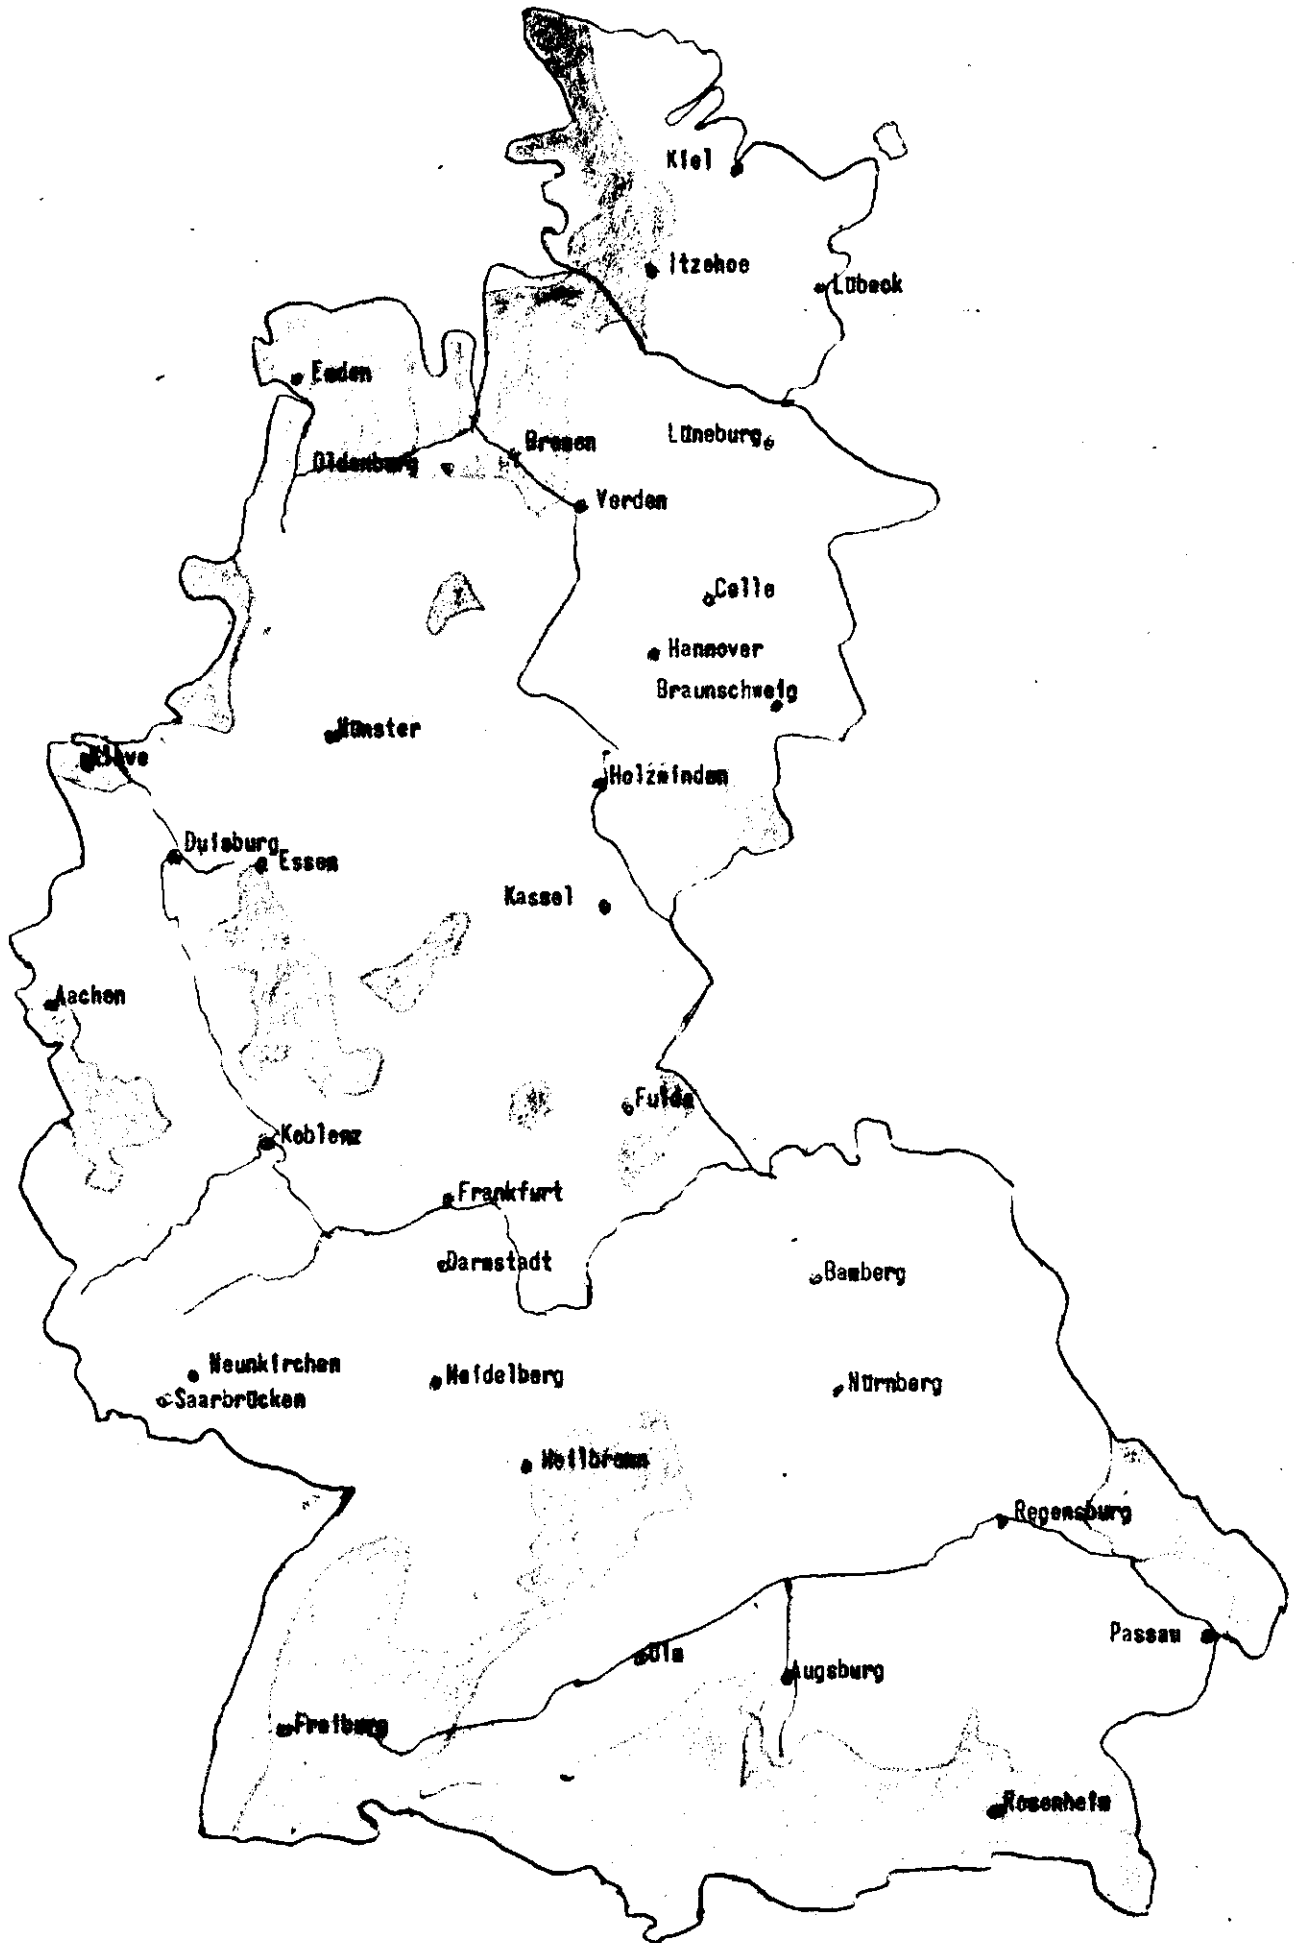 Kiel
Itzehoe
Lübeck
Emden
Lüneburg
Bremen
Oldenburg
Verden
Celle
Hannover
Braunschweig
Münster
Kleve
Holzminden
Duisburg
Essen
Kassel
Aachen
Fulda
Koblenz
Frankfurt
Darmstadt
Bamberg
Neunkirchen
Heidelberg
Nürnberg
Saarbrücken
Heilbronn
Regensburg
Passau
Ulm
Augsburg
Freiburg
Rosenheim